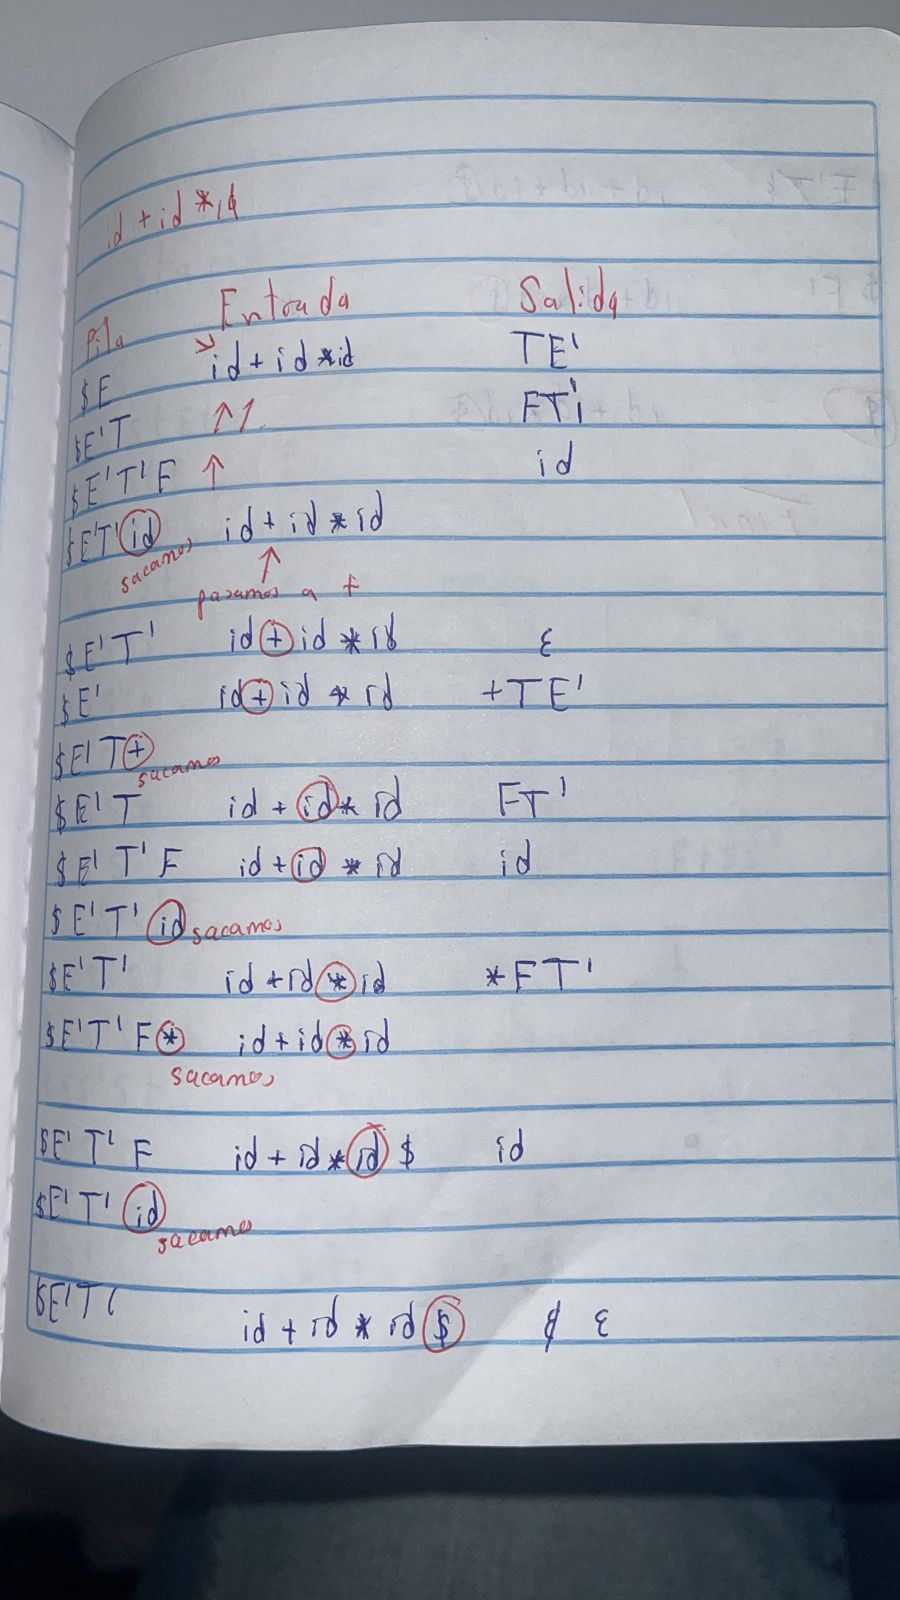 id + id * id
Pila Entrada Salida
$E id + id * id TE'
$E'T FT'
$E'T'F id
$E'T' id id + id * id
sacamos
pasamos a +
$E'T' id + id * id ε
$E' id + id * id +TE'
$E'T+
sacamos
$E'T id + id * id FT'
$E'T'F id + id * id id
$E'T' id sacamos
$E'T' id + id * id *FT'
$E'T'F* id + id * id
sacamos
$E'T'F id + id * id $ id
$E'T' id
sacamos
$E'T' id + id * id $ ε